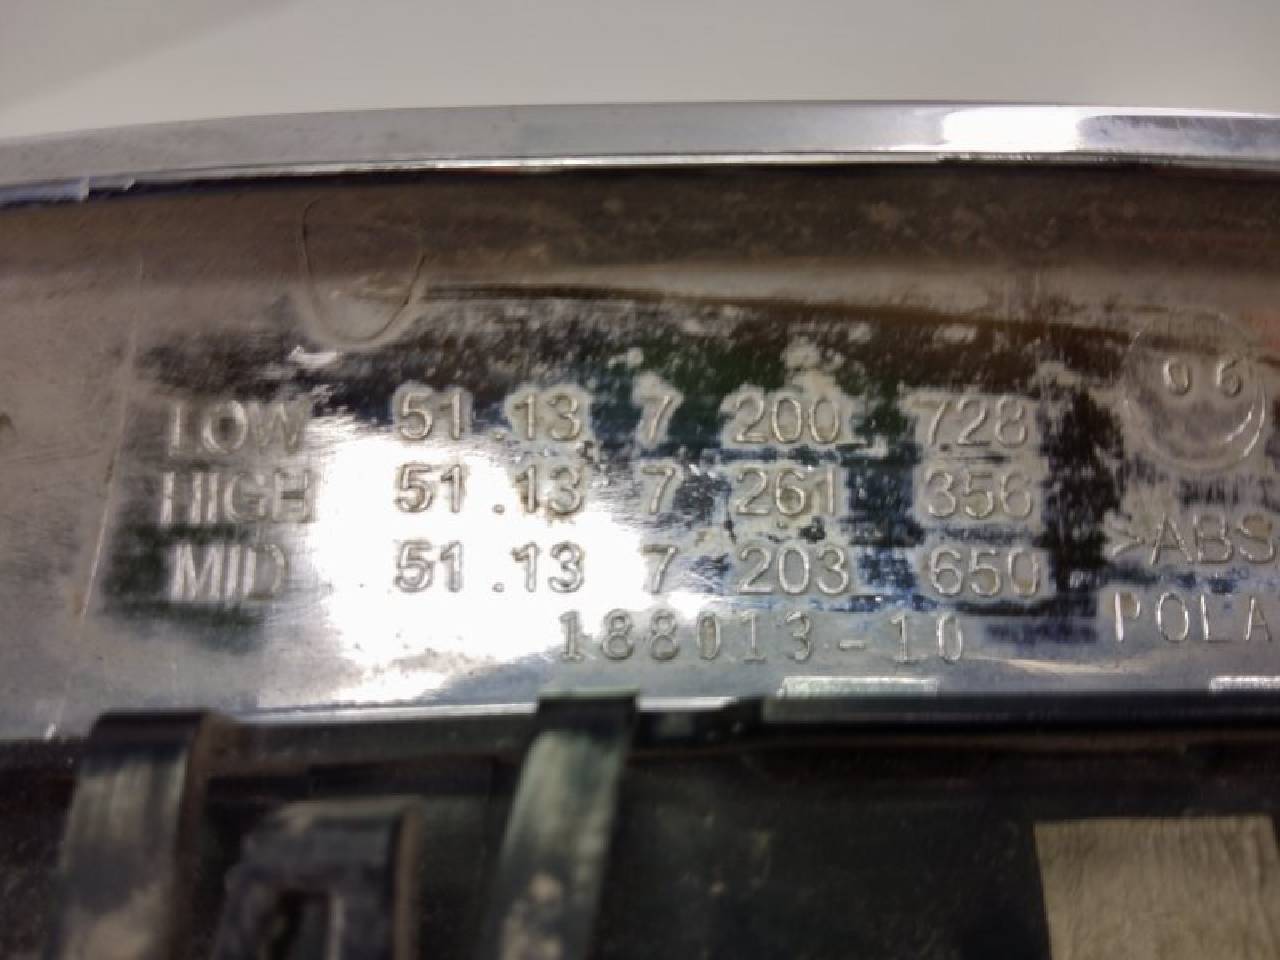 06
LOW 51.13 7 200 728
HIGH 51.13 7 261 356
MID 51.13 7 203 650
188013-10
>ABS
POLA